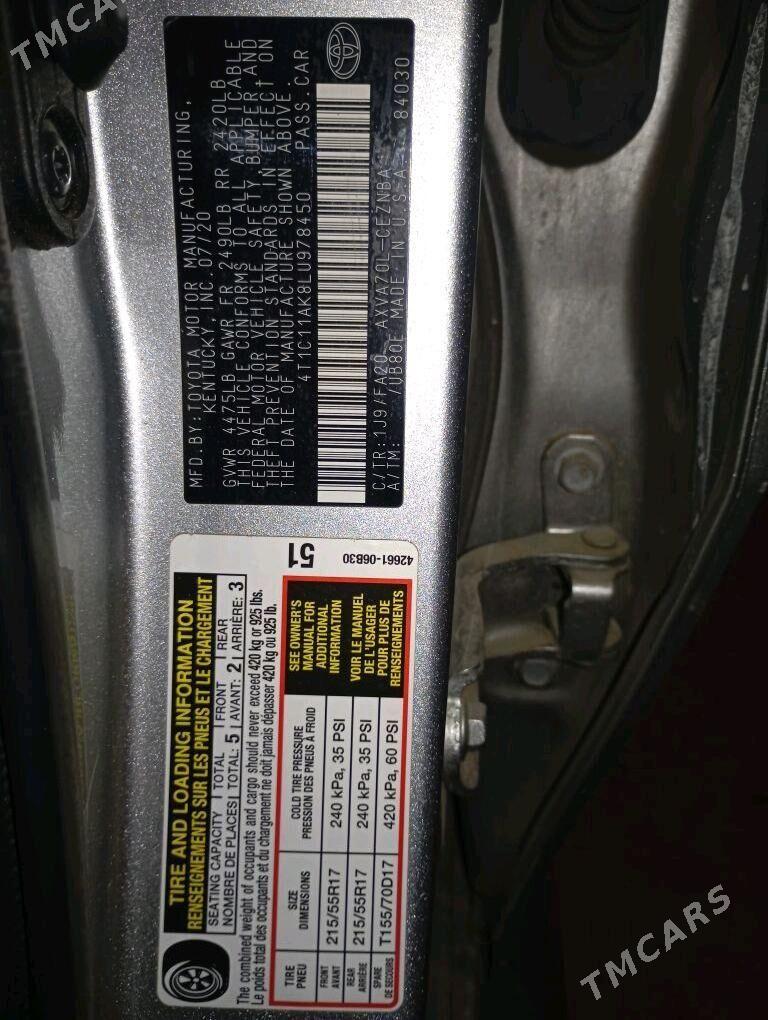 TMCARS
MFD.BY:TOYOTA MOTOR MANUFACTURING,
KENTUCKY, INC. 07/20
GVWR 4475LB GAWR FR 2490LB RR 2420LB
THIS VEHICLE CONFORMS TO ALL APPLICABLE
FEDERAL MOTOR VEHICLE SAFETY, BUMPER, AND
THEFT PREVENTION STANDARDS IN EFFECT ON
THE DATE OF MANUFACTURE SHOWN ABOVE.
4T1C11AK8LU978450 PASS. CAR
C/TR:1J9/FA20 AXVA70L-CEZNBA
A/TM: /UB80E MADE IN U.S.A. 84030
TIRE AND LOADING INFORMATION
RENSEIGNEMENTS SUR LES PNEUS ET LE CHARGEMENT
SEATING CAPACITY TOTAL FRONT REAR
NOMBRE DE PLACES TOTAL: 5 AVANT: 2 ARRIÈRE: 3
The combined weight of occupants and cargo should never exceed 420 kg or 925 lbs.
Le poids total des occupants et du chargement ne doit jamais dépasser 420 kg ou 925 lb.
TIRE
PNEU
SIZE
DIMENSIONS
COLD TIRE PRESSURE
PRESSION DES PNEUS À FROID
FRONT
AVANT
215/55R17
240 kPa, 35 PSI
REAR
ARRIÈRE
215/55R17
240 kPa, 35 PSI
SPARE
DE SECOURS
T155/70D17
420 kPa, 60 PSI
SEE OWNER'S
MANUAL FOR
ADDITIONAL
INFORMATION
VOIR LE MANUEL
DE L'USAGER
POUR PLUS DE
RENSEIGNEMENTS
51
42661-06B30
TMCARS